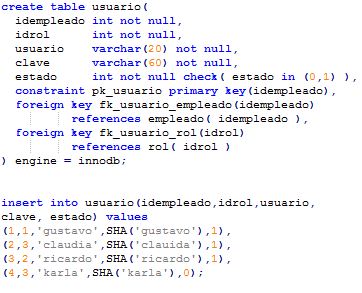 create table usuario(
idempleado int not null,
idrol int not null,
usuario varchar(20) not null,
clave varchar(60) not null,
estado int not null check( estado in (0,1) ),
constraint pk_usuario primary key(idempleado),
foreign key fk_usuario_empleado(idempleado)
references empleado( idempleado ),
foreign key fk_usuario_rol(idrol)
references rol( idrol )
) engine = innodb;
insert into usuario(idempleado,idrol,usuario,
clave, estado) values
(1,1,'gustavo',SHA('gustavo'),1),
(2,3,'claudia',SHA('clauida'),1),
(3,2,'ricardo',SHA('ricardo'),1),
(4,3,'karla',SHA('karla'),0);